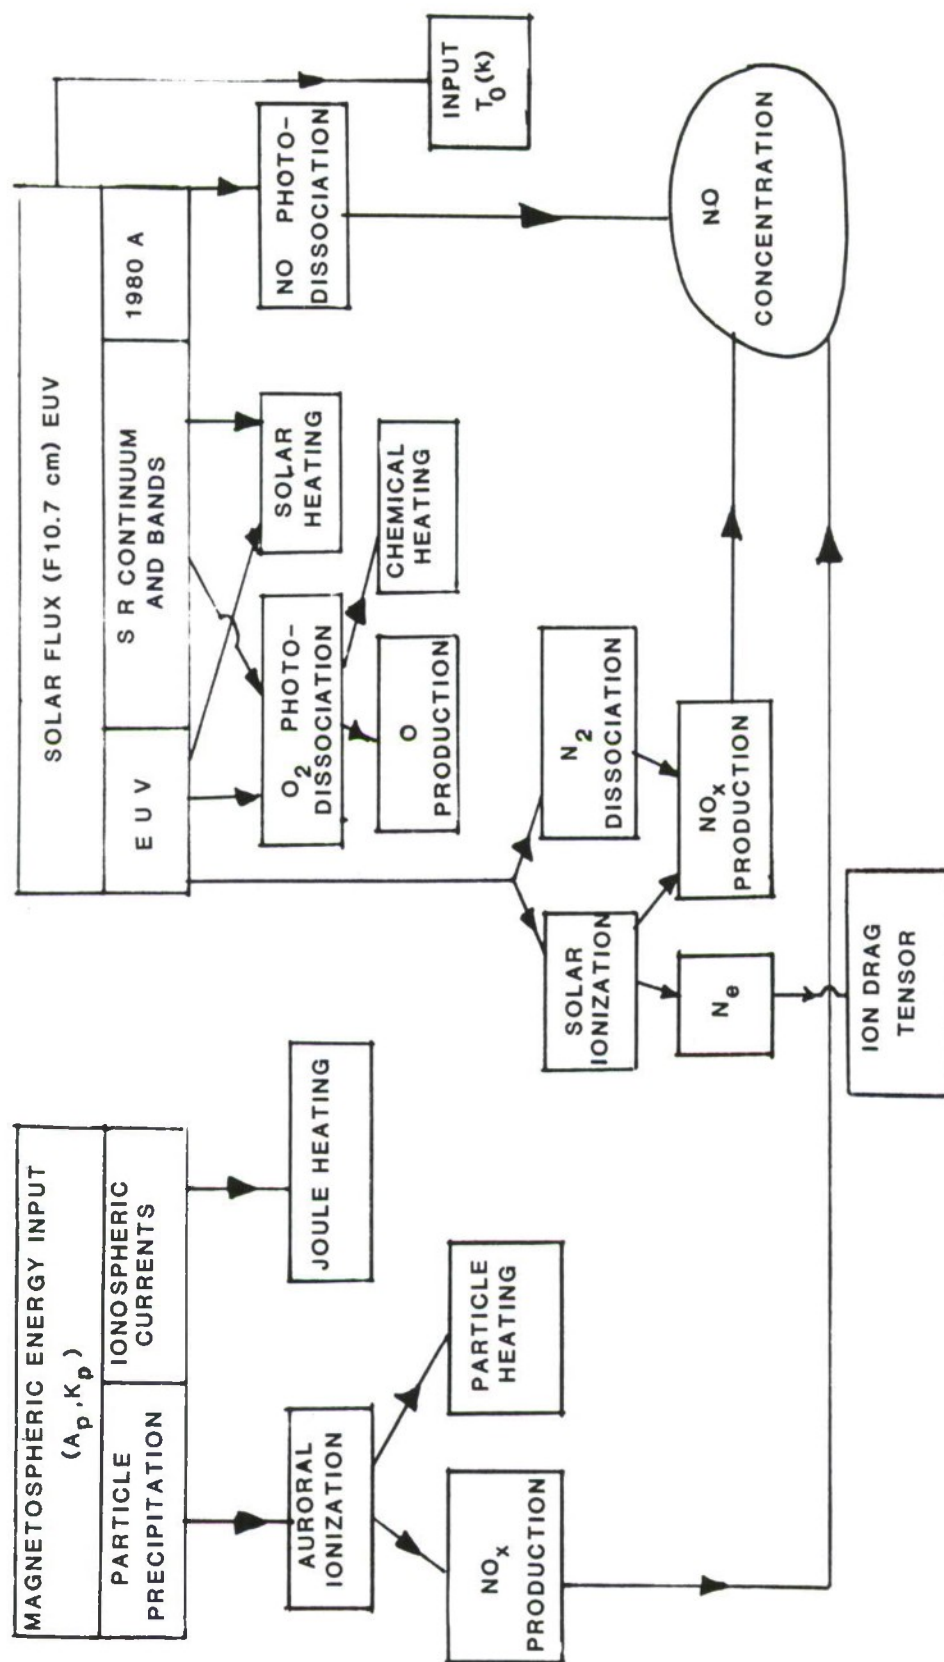 MAGNETOSPHERIC ENERGY INPUT
(Ap, Kp)
PARTICLE
PRECIPITATION
IONOSPHERIC
CURRENTS
AURORAL
IONIZATION
JOULE HEATING
NOx
PRODUCTION
PARTICLE
HEATING
SOLAR FLUX (F10.7 cm) EUV
E U V
S R CONTINUUM
AND BANDS
1980 A
O2 PHOTO-
DISSOCIATION
SOLAR
HEATING
NO PHOTO-
DISSOCIATION
INPUT
T0(k)
O
PRODUCTION
CHEMICAL
HEATING
SOLAR
IONIZATION
N2
DISSOCIATION
Ne
NOx
PRODUCTION
NO
CONCENTRATION
ION DRAG
TENSOR